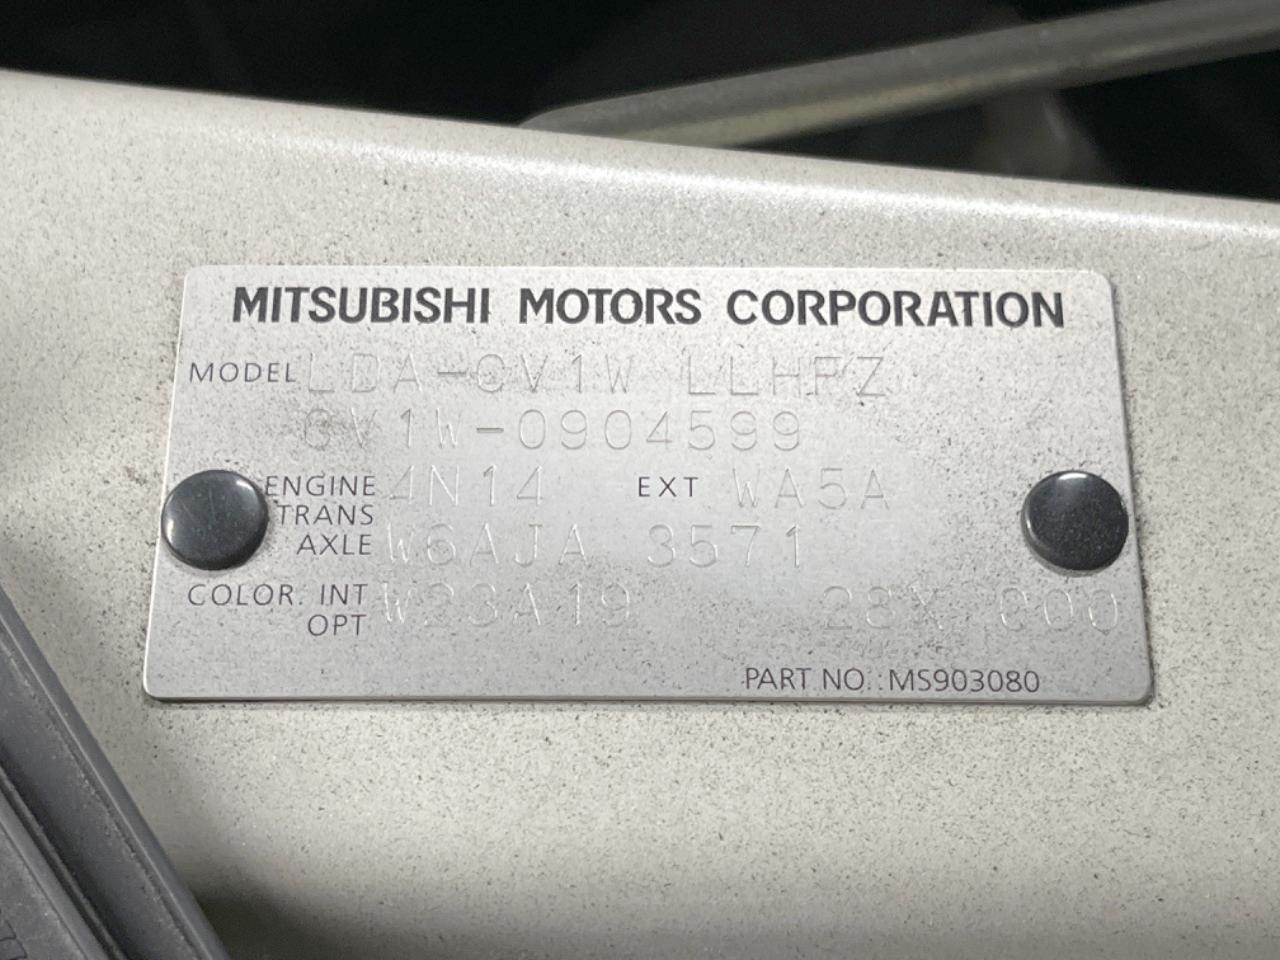 MITSUBISHI MOTORS CORPORATION
MODEL LDA-CV1W LLHFZ
CV1W-0904599
ENGINE 4N14 EXT WA5A
TRANS
AXLE W6AJA 3571
COLOR. INT W23A19 28X 000
OPT
PART NO.:MS903080